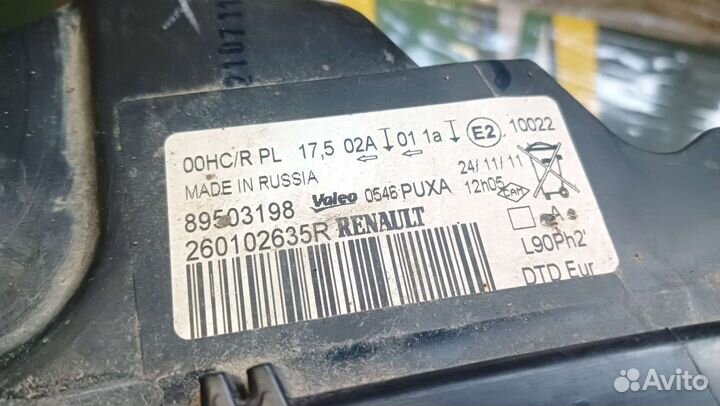 210711
00HC/R PL 17,5 02A 01 1a E2 10022
MADE IN RUSSIA 24/11/11
89503198 Valeo 0546 PUXA 12h05
260102635R RENAULT A
L90Ph2'
DTD Eur
Avito